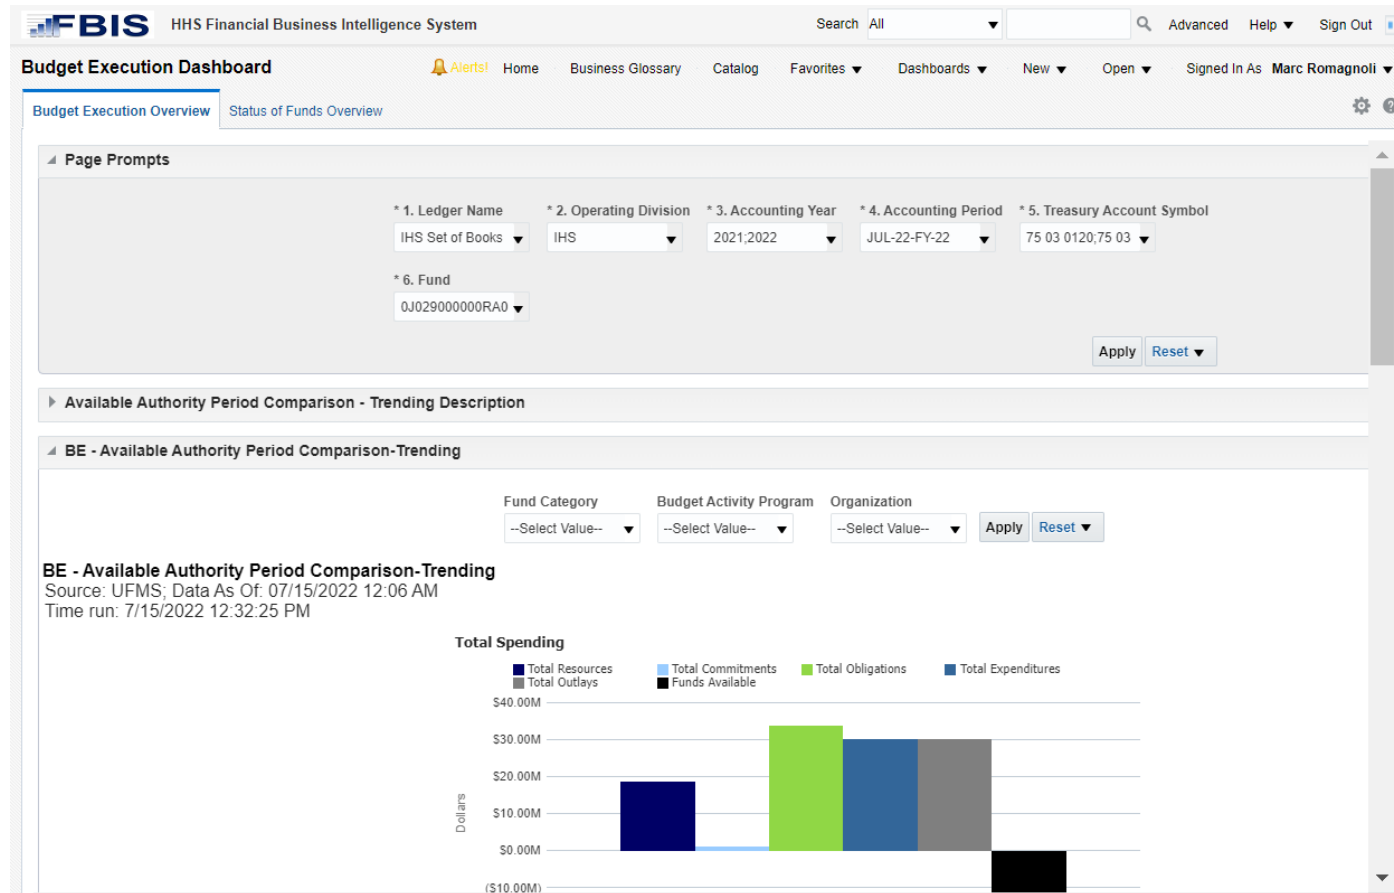 FBIS HHS Financial Business Intelligence System Search All Advanced Help Sign Out
Budget Execution Dashboard Alerts! Home Business Glossary Catalog Favorites Dashboards New Open Signed In As Marc Romagnoli
Budget Execution Overview Status of Funds Overview
Page Prompts
* 1. Ledger Name * 2. Operating Division * 3. Accounting Year * 4. Accounting Period * 5. Treasury Account Symbol
IHS Set of Books IHS 2021;2022 JUL-22-FY-22 75 03 0120;75 03
* 6. Fund
0J029000000RA0
Apply Reset
Available Authority Period Comparison - Trending Description
BE - Available Authority Period Comparison-Trending
Fund Category Budget Activity Program Organization
--Select Value-- --Select Value-- --Select Value-- Apply Reset
BE - Available Authority Period Comparison-Trending
Source: UFMS; Data As Of: 07/15/2022 12:06 AM
Time run: 7/15/2022 12:32:25 PM
Total Spending
Total Resources Total Commitments Total Obligations Total Expenditures
Total Outlays Funds Available
$40.00M
$30.00M
$20.00M
$10.00M
Dollars
$0.00M
($10.00M)